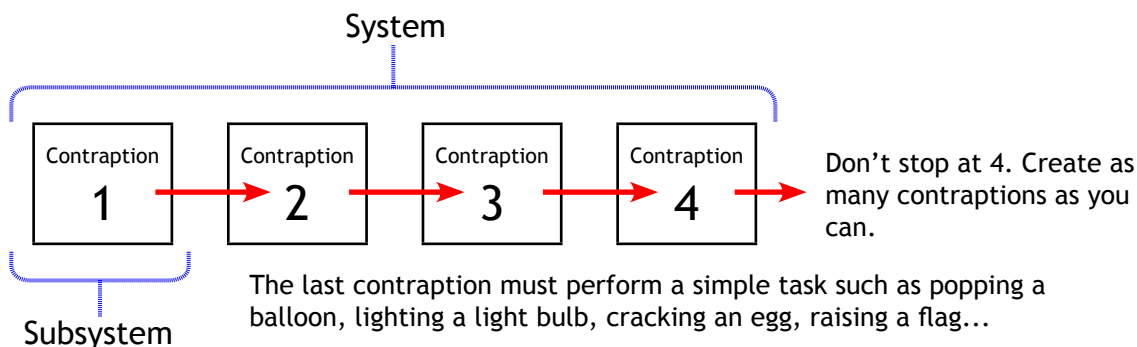 System
Contraption
1
Contraption
2
Contraption
3
Contraption
4
Don’t stop at 4. Create as
many contraptions as you
can.
Subsystem
The last contraption must perform a simple task such as popping a
balloon, lighting a light bulb, cracking an egg, raising a flag...